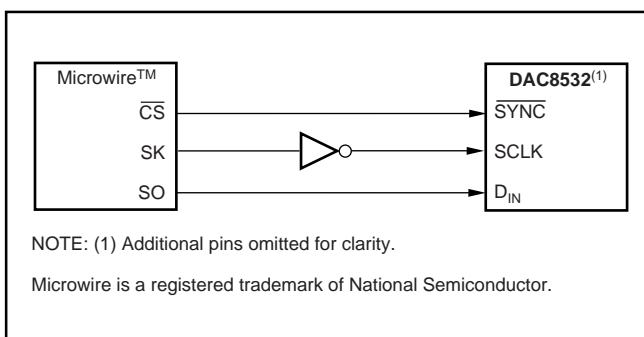 Microwire™
DAC8532(1)
CS
SYNC
SK
SCLK
SO
DIN
NOTE: (1) Additional pins omitted for clarity.
Microwire is a registered trademark of National Semiconductor.